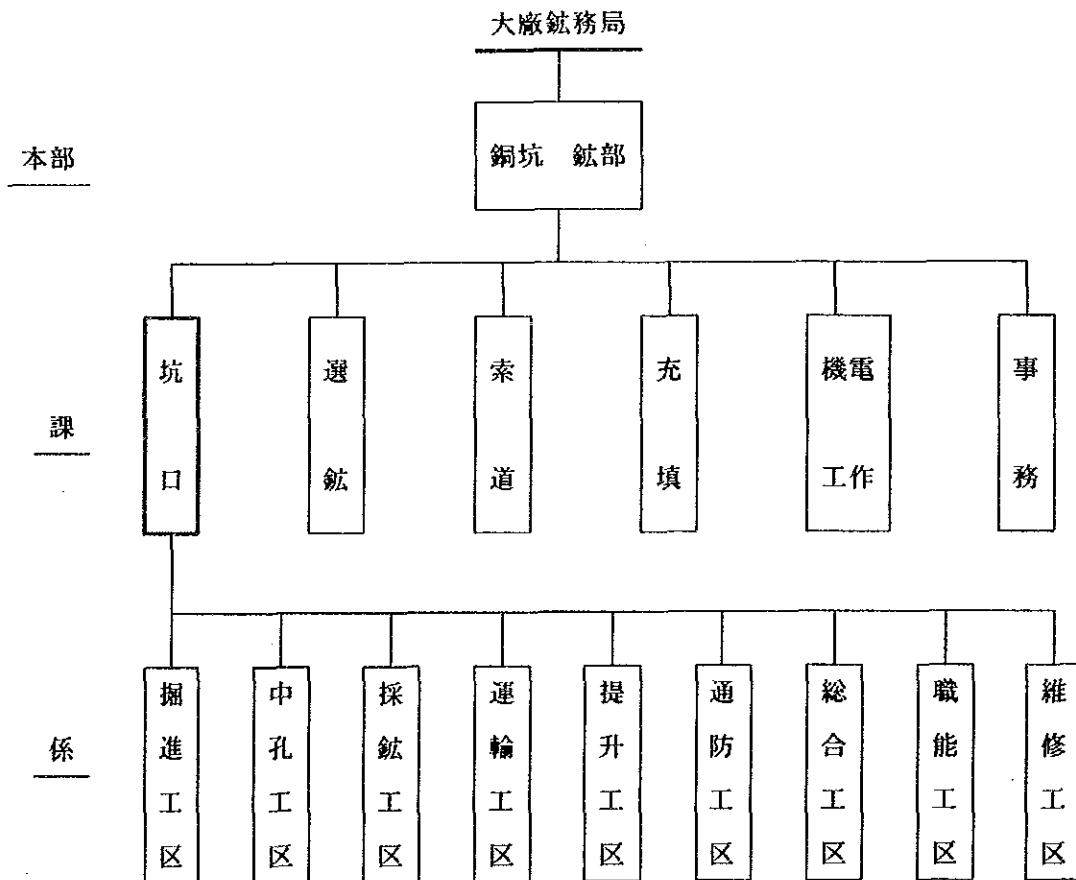 大廠鉱務局
本部
銅坑 鉱部
課
坑口
選鉱
索道
充填
機電
工作
事務
係
掘進工区
中孔工区
採鉱工区
運輸工区
提升工区
通防工区
総合工区
職能工区
維修工区